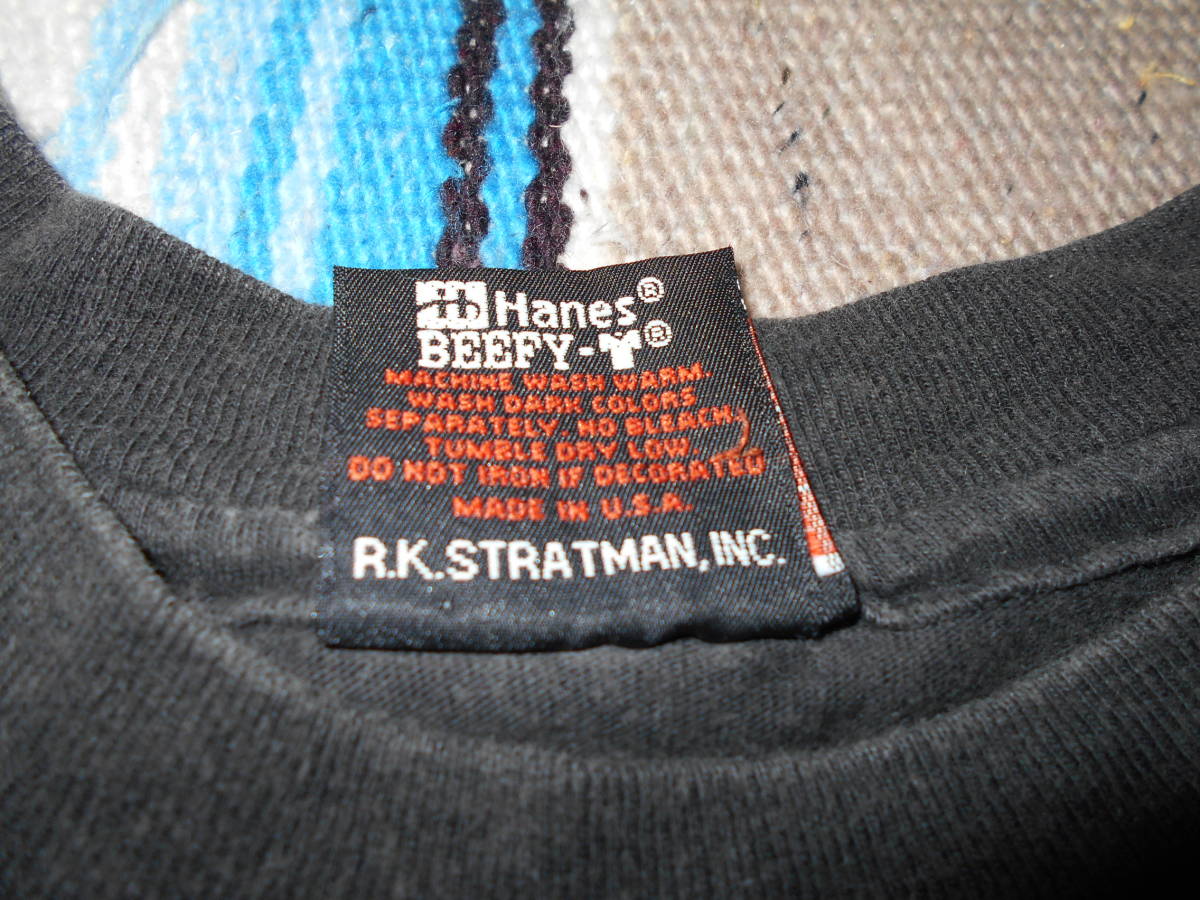 Hanes®
BEEFY-®
MACHINE WASH WARM.
WASH DARK COLORS
SEPARATELY, NO BLEACH.
TUMBLE DRY LOW.
DO NOT IRON IF DECORATED
MADE IN U.S.A.
R.K.STRATMAN, INC.